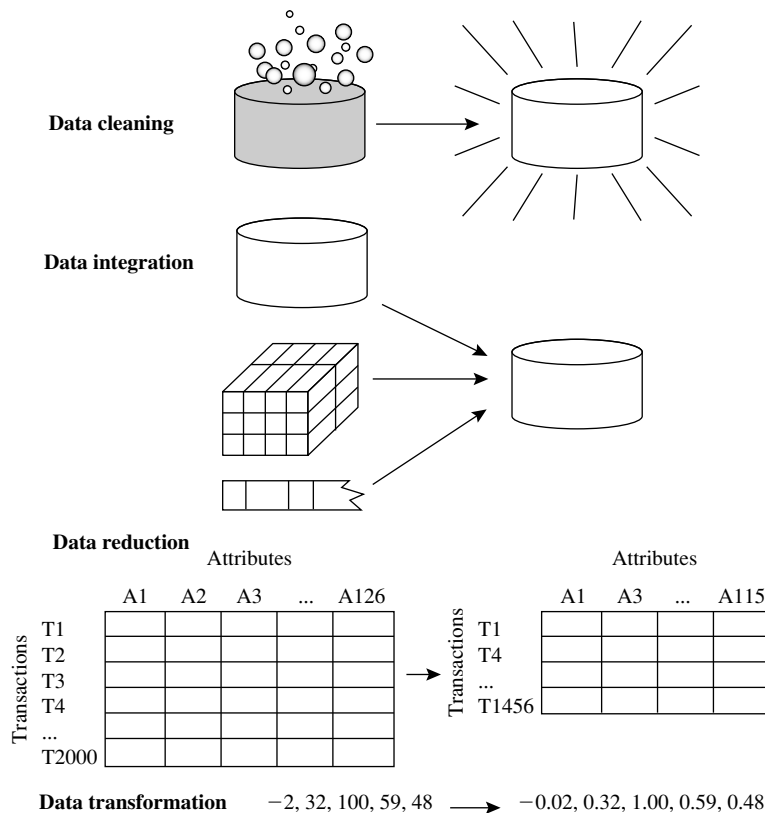 Data cleaning
Data integration
Data reduction
Attributes
A1 A2 A3 ... A126
Transactions
T1
T2
T3
T4
...
T2000
Attributes
A1 A3 ... A115
Transactions
T1
T4
...
T1456
Data transformation −2, 32, 100, 59, 48 −0.02, 0.32, 1.00, 0.59, 0.48